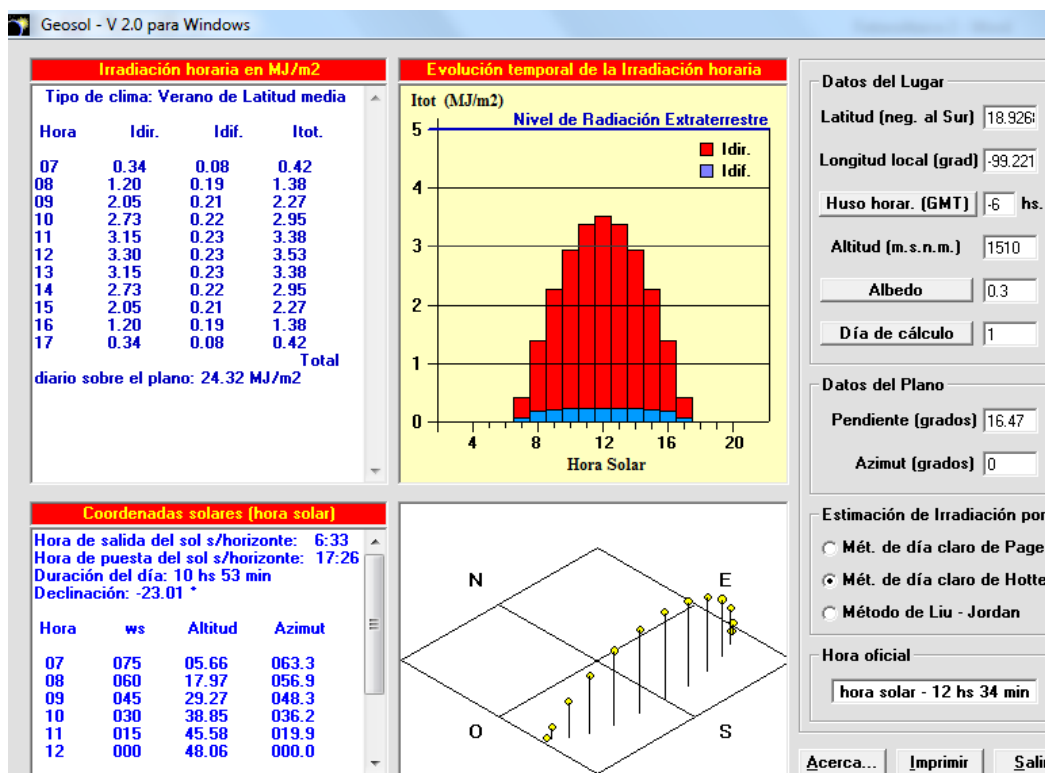 Geosol - V 2.0 para Windows
Irradiación horaria en MJ/m2
Tipo de clima: Verano de Latitud media
Hora Idir. Idif. Itot.
07 0.34 0.08 0.42
08 1.20 0.19 1.38
09 2.05 0.21 2.27
10 2.73 0.22 2.95
11 3.15 0.23 3.38
12 3.30 0.23 3.53
13 3.15 0.23 3.38
14 2.73 0.22 2.95
15 2.05 0.21 2.27
16 1.20 0.19 1.38
17 0.34 0.08 0.42
Total
diario sobre el plano: 24.32 MJ/m2
Evolución temporal de la Irradiación horaria
Itot (MJ/m2)
Nivel de Radiación Extraterrestre
5
Idir.
Idif.
4
3
2
1
0
4 8 12 16 20
Hora Solar
Coordenadas solares (hora solar)
Hora de salida del sol s/horizonte: 6:33
Hora de puesta del sol s/horizonte: 17:26
Duración del día: 10 hs 53 min
Declinación: -23.01 °
Hora ws Altitud Azimut
07 075 05.66 063.3
08 060 17.97 056.9
09 045 29.27 048.3
10 030 38.85 036.2
11 015 45.58 019.9
12 000 48.06 000.0
N E
O S
Datos del Lugar
Latitud (neg. al Sur) 18.926
Longitud local (grad) -99.221
Huso horar. (GMT) -6 hs.
Altitud (m.s.n.m.) 1510
Albedo 0.3
Día de cálculo 1
Datos del Plano
Pendiente (grados) 16.47
Azimut (grados) 0
Estimación de Irradiación por
Mét. de día claro de Page
Mét. de día claro de Hotte
Método de Liu - Jordan
Hora oficial
hora solar - 12 hs 34 min
Acerca... Imprimir Salir